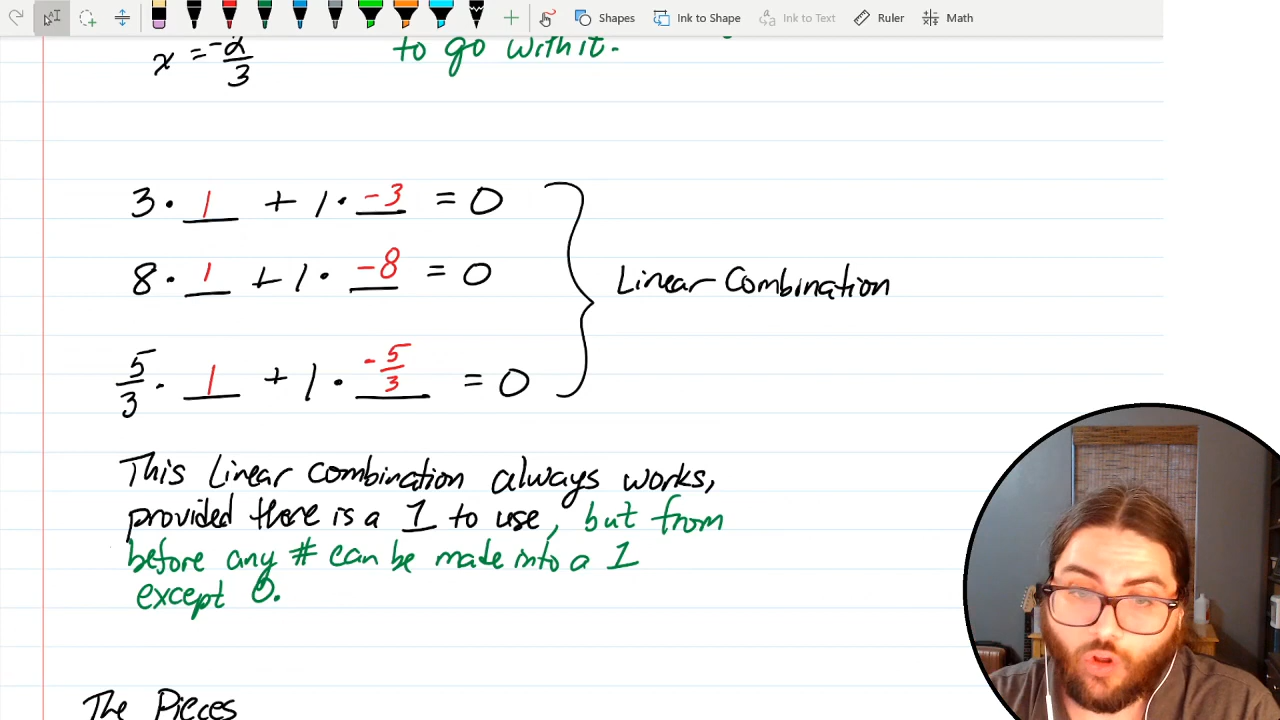 Shapes Ink to Shape Ink to Text Ruler Math
to go with it.
x = -2/3
3 · 1 + 1 · -3 = 0
8 · 1 + 1 · -8 = 0
Linear Combination
5/3 · 1 + 1 · -5/3 = 0
This Linear combination always works,
provided there is a 1 to use, but from
before any # can be made into a 1
except 0.
The Pieces